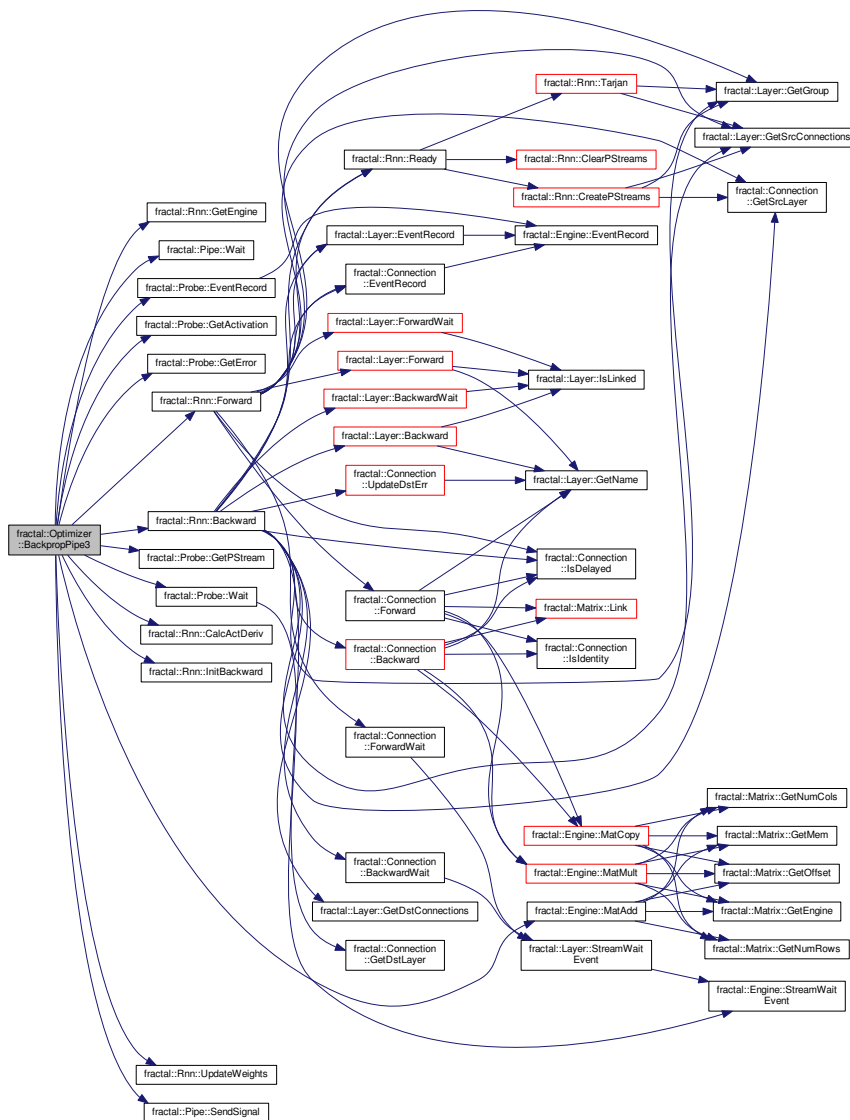 fractal::Optimizer
::BackpropPipe3
fractal::Rnn::GetEngine
fractal::Pipe::Wait
fractal::Probe::EventRecord
fractal::Probe::GetActivation
fractal::Probe::GetError
fractal::Rnn::Forward
fractal::Rnn::Backward
fractal::Probe::GetPStream
fractal::Probe::Wait
fractal::Rnn::CalcActDeriv
fractal::Rnn::InitBackward
fractal::Rnn::UpdateWeights
fractal::Pipe::SendSignal
fractal::Rnn::Ready
fractal::Layer::EventRecord
fractal::Connection
::EventRecord
fractal::Layer::ForwardWait
fractal::Layer::Forward
fractal::Layer::BackwardWait
fractal::Layer::Backward
fractal::Connection
::UpdateDstErr
fractal::Connection
::Forward
fractal::Connection
::Backward
fractal::Connection
::ForwardWait
fractal::Connection
::BackwardWait
fractal::Layer::GetDstConnections
fractal::Connection
::GetDstLayer
fractal::Rnn::Tarjan
fractal::Rnn::ClearPStreams
fractal::Rnn::CreatePStreams
fractal::Engine::EventRecord
fractal::Layer::IsLinked
fractal::Layer::GetName
fractal::Connection
::IsDelayed
fractal::Matrix::Link
fractal::Connection
::IsIdentity
fractal::Engine::MatCopy
fractal::Engine::MatMult
fractal::Engine::MatAdd
fractal::Layer::StreamWait
Event
fractal::Layer::GetGroup
fractal::Layer::GetSrcConnections
fractal::Connection
::GetSrcLayer
fractal::Matrix::GetNumCols
fractal::Matrix::GetMem
fractal::Matrix::GetOffset
fractal::Matrix::GetEngine
fractal::Matrix::GetNumRows
fractal::Engine::StreamWait
Event